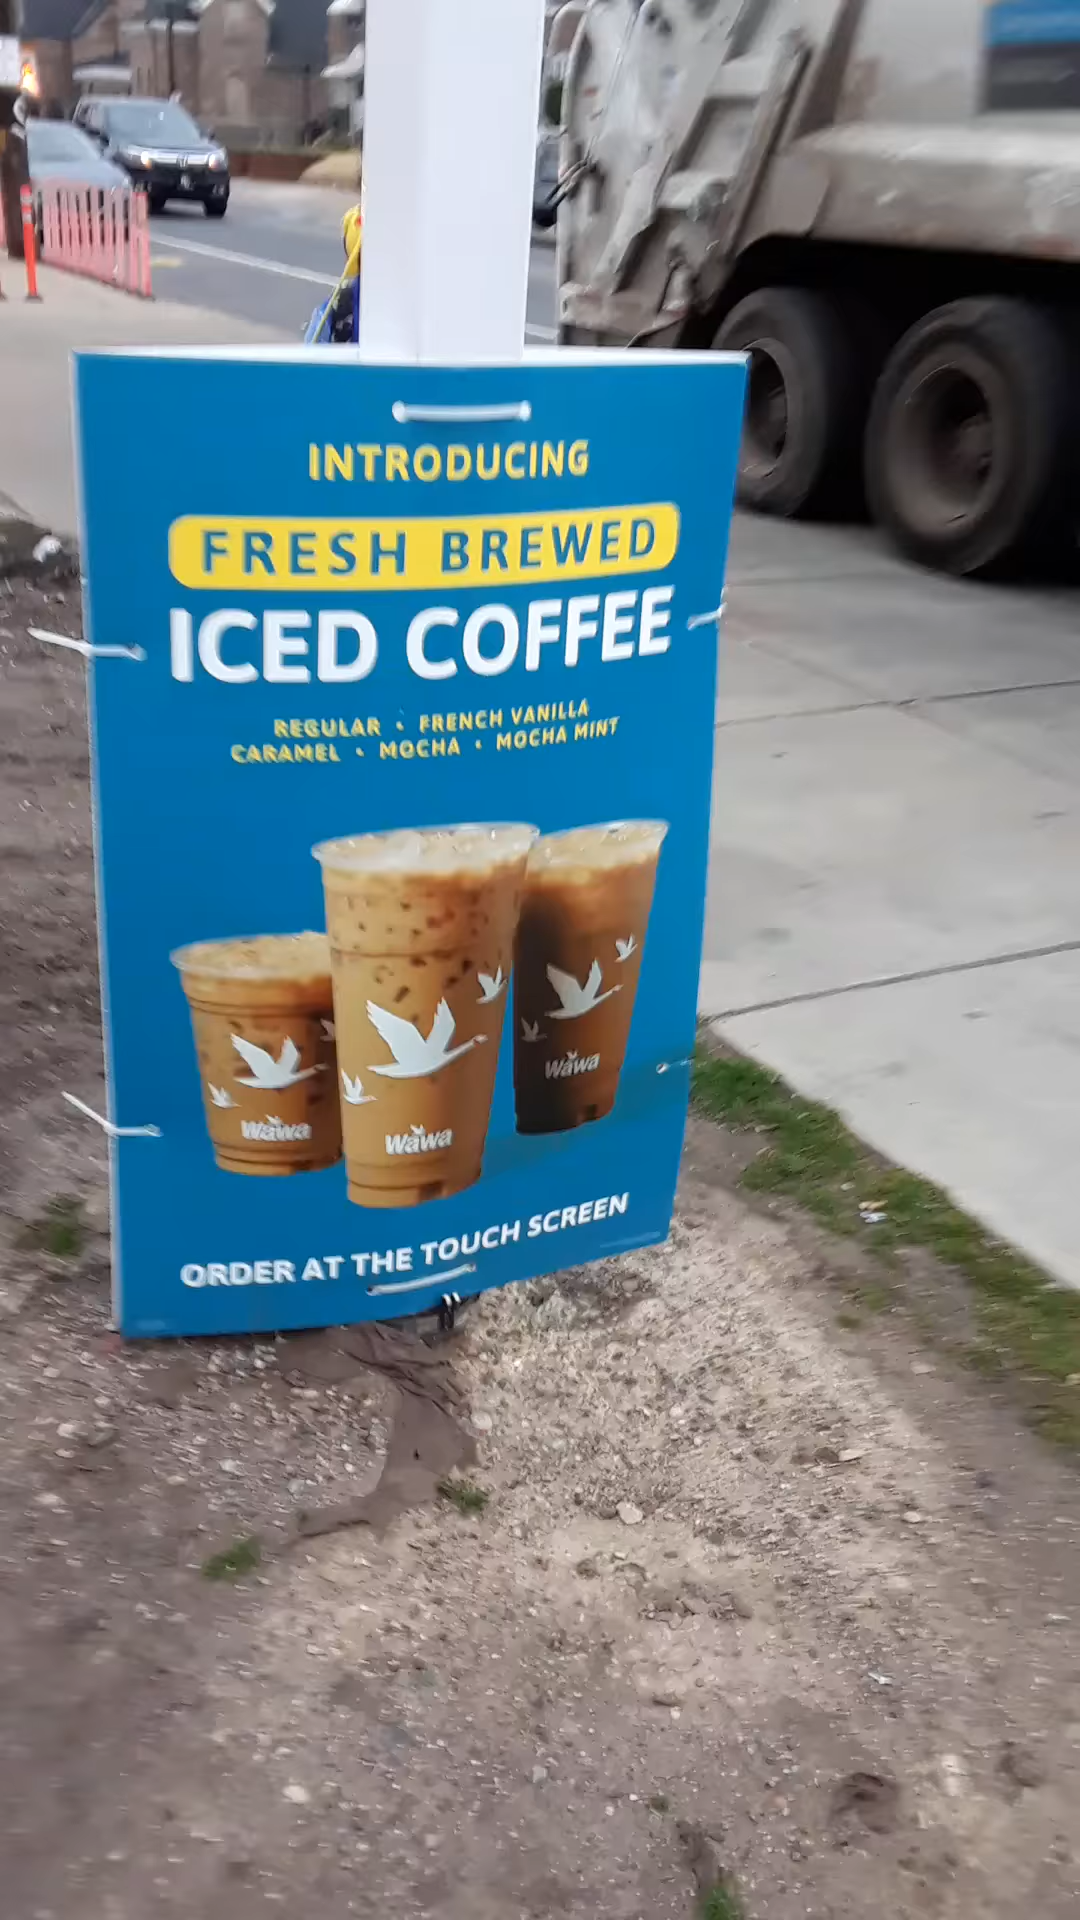 INTRODUCING
FRESH BREWED
ICED COFFEE
REGULAR • FRENCH VANILLA
CARAMEL • MOCHA • MOCHA MINT
Wawa
Wawa
Wawa
ORDER AT THE TOUCH SCREEN